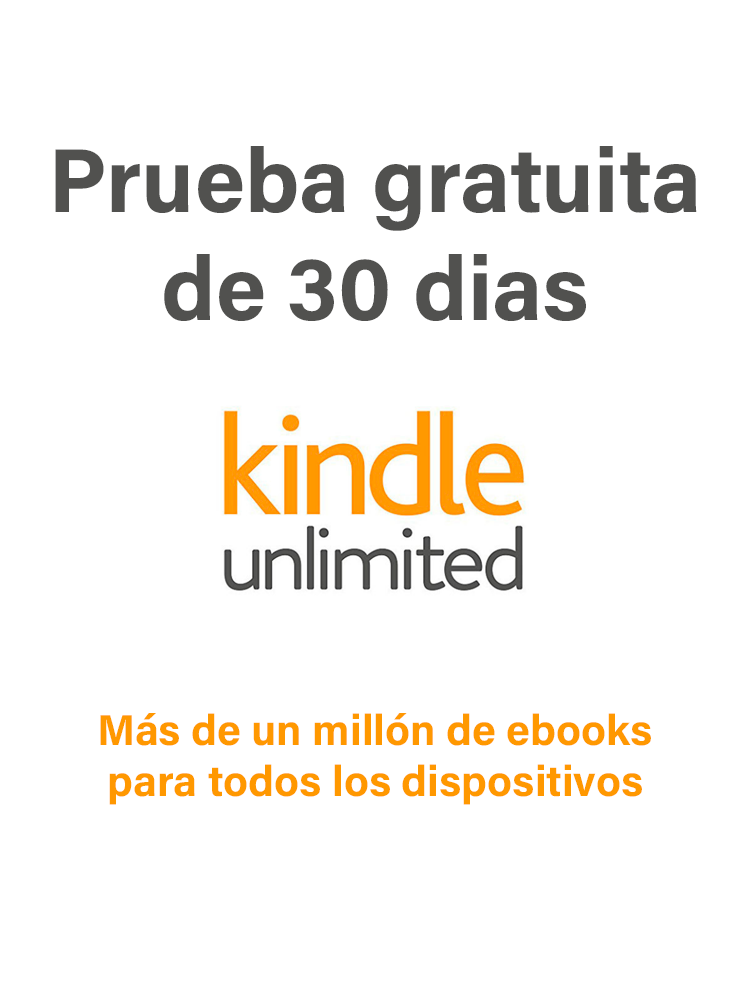 Prueba gratuita
de 30 dias
kindle
unlimited
Más de un millón de ebooks
para todos los dispositivos